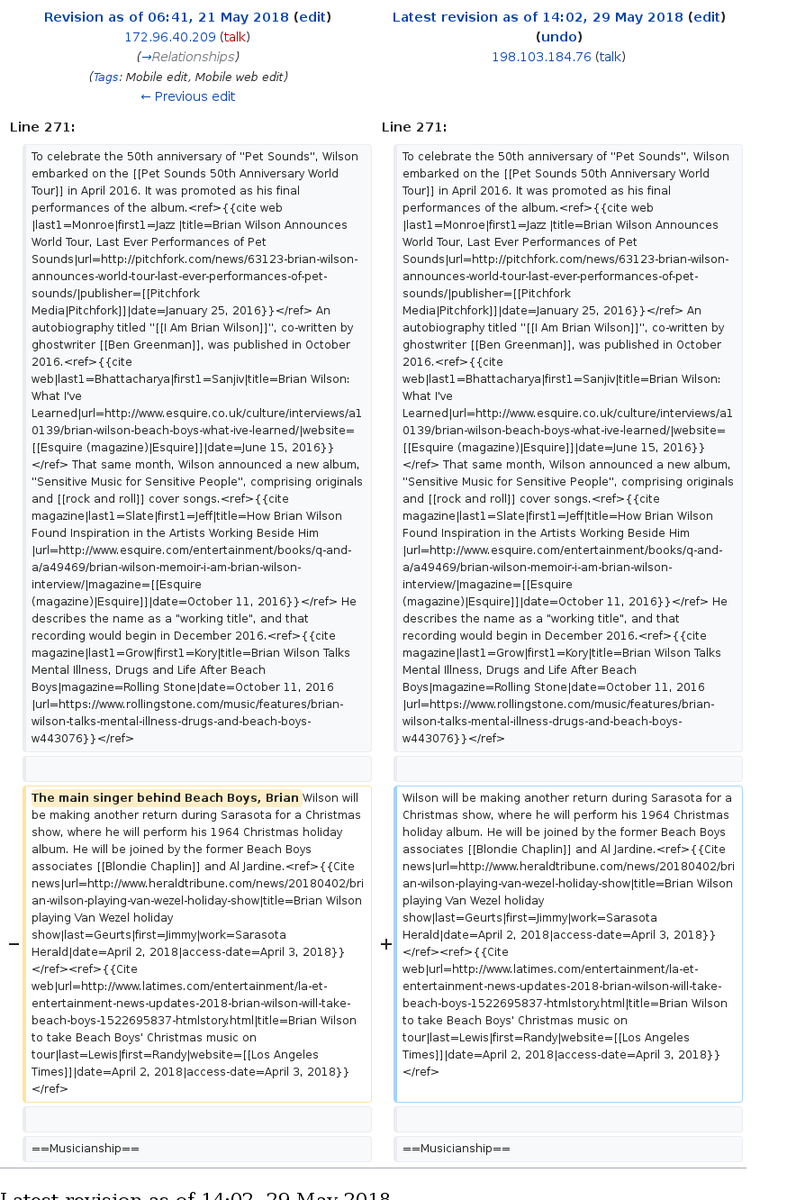 Revision as of 06:41, 21 May 2018 (edit)
172.96.40.209 (talk)
(→Relationships)
(Tags: Mobile edit, Mobile web edit)
← Previous edit
Latest revision as of 14:02, 29 May 2018 (edit)
(undo)
198.103.184.76 (talk)
Line 271:
To celebrate the 50th anniversary of ''Pet Sounds'', Wilson
embarked on the [[Pet Sounds 50th Anniversary World
Tour]] in April 2016. It was promoted as his final
performances of the album.<ref>{{cite web
|last1=Monroe|first1=Jazz |title=Brian Wilson Announces
World Tour, Last Ever Performances of Pet
Sounds|url=http://pitchfork.com/news/63123-brian-wilson-
announces-world-tour-last-ever-performances-of-pet-
sounds/|publisher=[[Pitchfork
Media|Pitchfork]]|date=January 25, 2016}}</ref> An
autobiography titled ''[[I Am Brian Wilson]]'', co-written by
ghostwriter [[Ben Greenman]], was published in October
2016.<ref>{{cite
web|last1=Bhattacharya|first1=Sanjiv|title=Brian Wilson:
What I've
Learned|url=http://www.esquire.co.uk/culture/interviews/a1
0139/brian-wilson-beach-boys-what-ive-learned/|website=
[[Esquire (magazine)|Esquire]]|date=June 15, 2016}}
</ref> That same month, Wilson announced a new album,
''Sensitive Music for Sensitive People'', comprising originals
and [[rock and roll]] cover songs.<ref>{{cite
magazine|last1=Slate|first1=Jeff|title=How Brian Wilson
Found Inspiration in the Artists Working Beside Him
|url=http://www.esquire.com/entertainment/books/q-and-
a/a49469/brian-wilson-memoir-i-am-brian-wilson-
interview/|magazine=[[Esquire
(magazine)|Esquire]]|date=October 11, 2016}}</ref> He
describes the name as a "working title", and that
recording would begin in December 2016.<ref>{{cite
magazine|last1=Grow|first1=Kory|title=Brian Wilson Talks
Mental Illness, Drugs and Life After Beach
Boys|magazine=Rolling Stone|date=October 11, 2016
|url=https://www.rollingstone.com/music/features/brian-
wilson-talks-mental-illness-drugs-and-beach-boys-
w443076}}</ref>
Line 271:
To celebrate the 50th anniversary of ''Pet Sounds'', Wilson
embarked on the [[Pet Sounds 50th Anniversary World
Tour]] in April 2016. It was promoted as his final
performances of the album.<ref>{{cite web
|last1=Monroe|first1=Jazz |title=Brian Wilson Announces
World Tour, Last Ever Performances of Pet
Sounds|url=http://pitchfork.com/news/63123-brian-wilson-
announces-world-tour-last-ever-performances-of-pet-
sounds/|publisher=[[Pitchfork
Media|Pitchfork]]|date=January 25, 2016}}</ref> An
autobiography titled ''[[I Am Brian Wilson]]'', co-written by
ghostwriter [[Ben Greenman]], was published in October
2016.<ref>{{cite
web|last1=Bhattacharya|first1=Sanjiv|title=Brian Wilson:
What I've
Learned|url=http://www.esquire.co.uk/culture/interviews/a1
0139/brian-wilson-beach-boys-what-ive-learned/|website=
[[Esquire (magazine)|Esquire]]|date=June 15, 2016}}
</ref> That same month, Wilson announced a new album,
''Sensitive Music for Sensitive People'', comprising originals
and [[rock and roll]] cover songs.<ref>{{cite
magazine|last1=Slate|first1=Jeff|title=How Brian Wilson
Found Inspiration in the Artists Working Beside Him
|url=http://www.esquire.com/entertainment/books/q-and-
a/a49469/brian-wilson-memoir-i-am-brian-wilson-
interview/|magazine=[[Esquire
(magazine)|Esquire]]|date=October 11, 2016}}</ref> He
describes the name as a "working title", and that
recording would begin in December 2016.<ref>{{cite
magazine|last1=Grow|first1=Kory|title=Brian Wilson Talks
Mental Illness, Drugs and Life After Beach
Boys|magazine=Rolling Stone|date=October 11, 2016
|url=https://www.rollingstone.com/music/features/brian-
wilson-talks-mental-illness-drugs-and-beach-boys-
w443076}}</ref>
−
The main singer behind Beach Boys, Brian Wilson will
be making another return during Sarasota for a Christmas
show, where he will perform his 1964 Christmas holiday
album. He will be joined by the former Beach Boys
associates [[Blondie Chaplin]] and Al Jardine.<ref>{{Cite
news|url=http://www.heraldtribune.com/news/20180402/bri
an-wilson-playing-van-wezel-holiday-show|title=Brian Wilson
playing Van Wezel holiday
show|last=Geurts|first=Jimmy|work=Sarasota
Herald|date=April 2, 2018|access-date=April 3, 2018}}
</ref><ref>{{Cite
web|url=http://www.latimes.com/entertainment/la-et-
entertainment-news-updates-2018-brian-wilson-will-take-
beach-boys-1522695837-htmlstory.html|title=Brian Wilson
to take Beach Boys' Christmas music on
tour|last=Lewis|first=Randy|website=[[Los Angeles
Times]]|date=April 2, 2018|access-date=April 3, 2018}}
</ref>
+
Wilson will be making another return during Sarasota for a
Christmas show, where he will perform his 1964 Christmas
holiday album. He will be joined by the former Beach Boys
associates [[Blondie Chaplin]] and Al Jardine.<ref>{{Cite
news|url=http://www.heraldtribune.com/news/20180402/bri
an-wilson-playing-van-wezel-holiday-show|title=Brian Wilson
playing Van Wezel holiday
show|last=Geurts|first=Jimmy|work=Sarasota
Herald|date=April 2, 2018|access-date=April 3, 2018}}
</ref><ref>{{Cite
web|url=http://www.latimes.com/entertainment/la-et-
entertainment-news-updates-2018-brian-wilson-will-take-
beach-boys-1522695837-htmlstory.html|title=Brian Wilson
to take Beach Boys' Christmas music on
tour|last=Lewis|first=Randy|website=[[Los Angeles
Times]]|date=April 2, 2018|access-date=April 3, 2018}}
</ref>
==Musicianship==
==Musicianship==
Latest revision as of 14:02, 29 May 2018